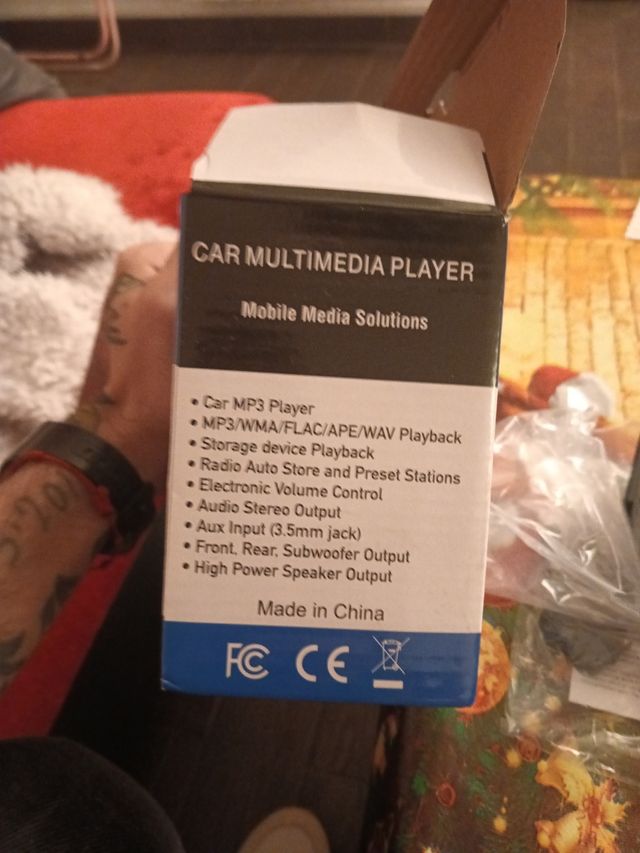 CAR MULTIMEDIA PLAYER
Mobile Media Solutions
• Car MP3 Player
• MP3/WMA/FLAC/APE/WAV Playback
• Storage device Playback
• Radio Auto Store and Preset Stations
• Electronic Volume Control
• Audio Stereo Output
• Aux Input (3.5mm jack)
• Front, Rear, Subwoofer Output
• High Power Speaker Output
Made in China
FC CE